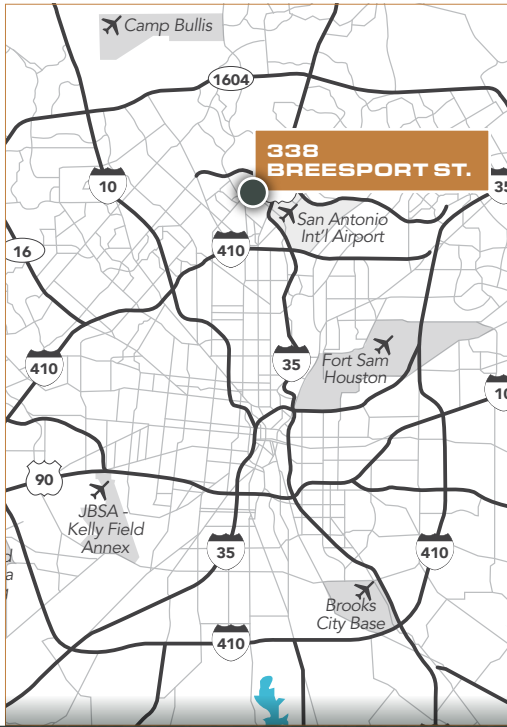 Camp Bullis
1604
338
BREESPORT ST.
10
35
San Antonio
Int'l Airport
16
410
35
Fort Sam
Houston
410
10
90
JBSA -
Kelly Field
Annex
d
a
35
410
Brooks
City Base
410